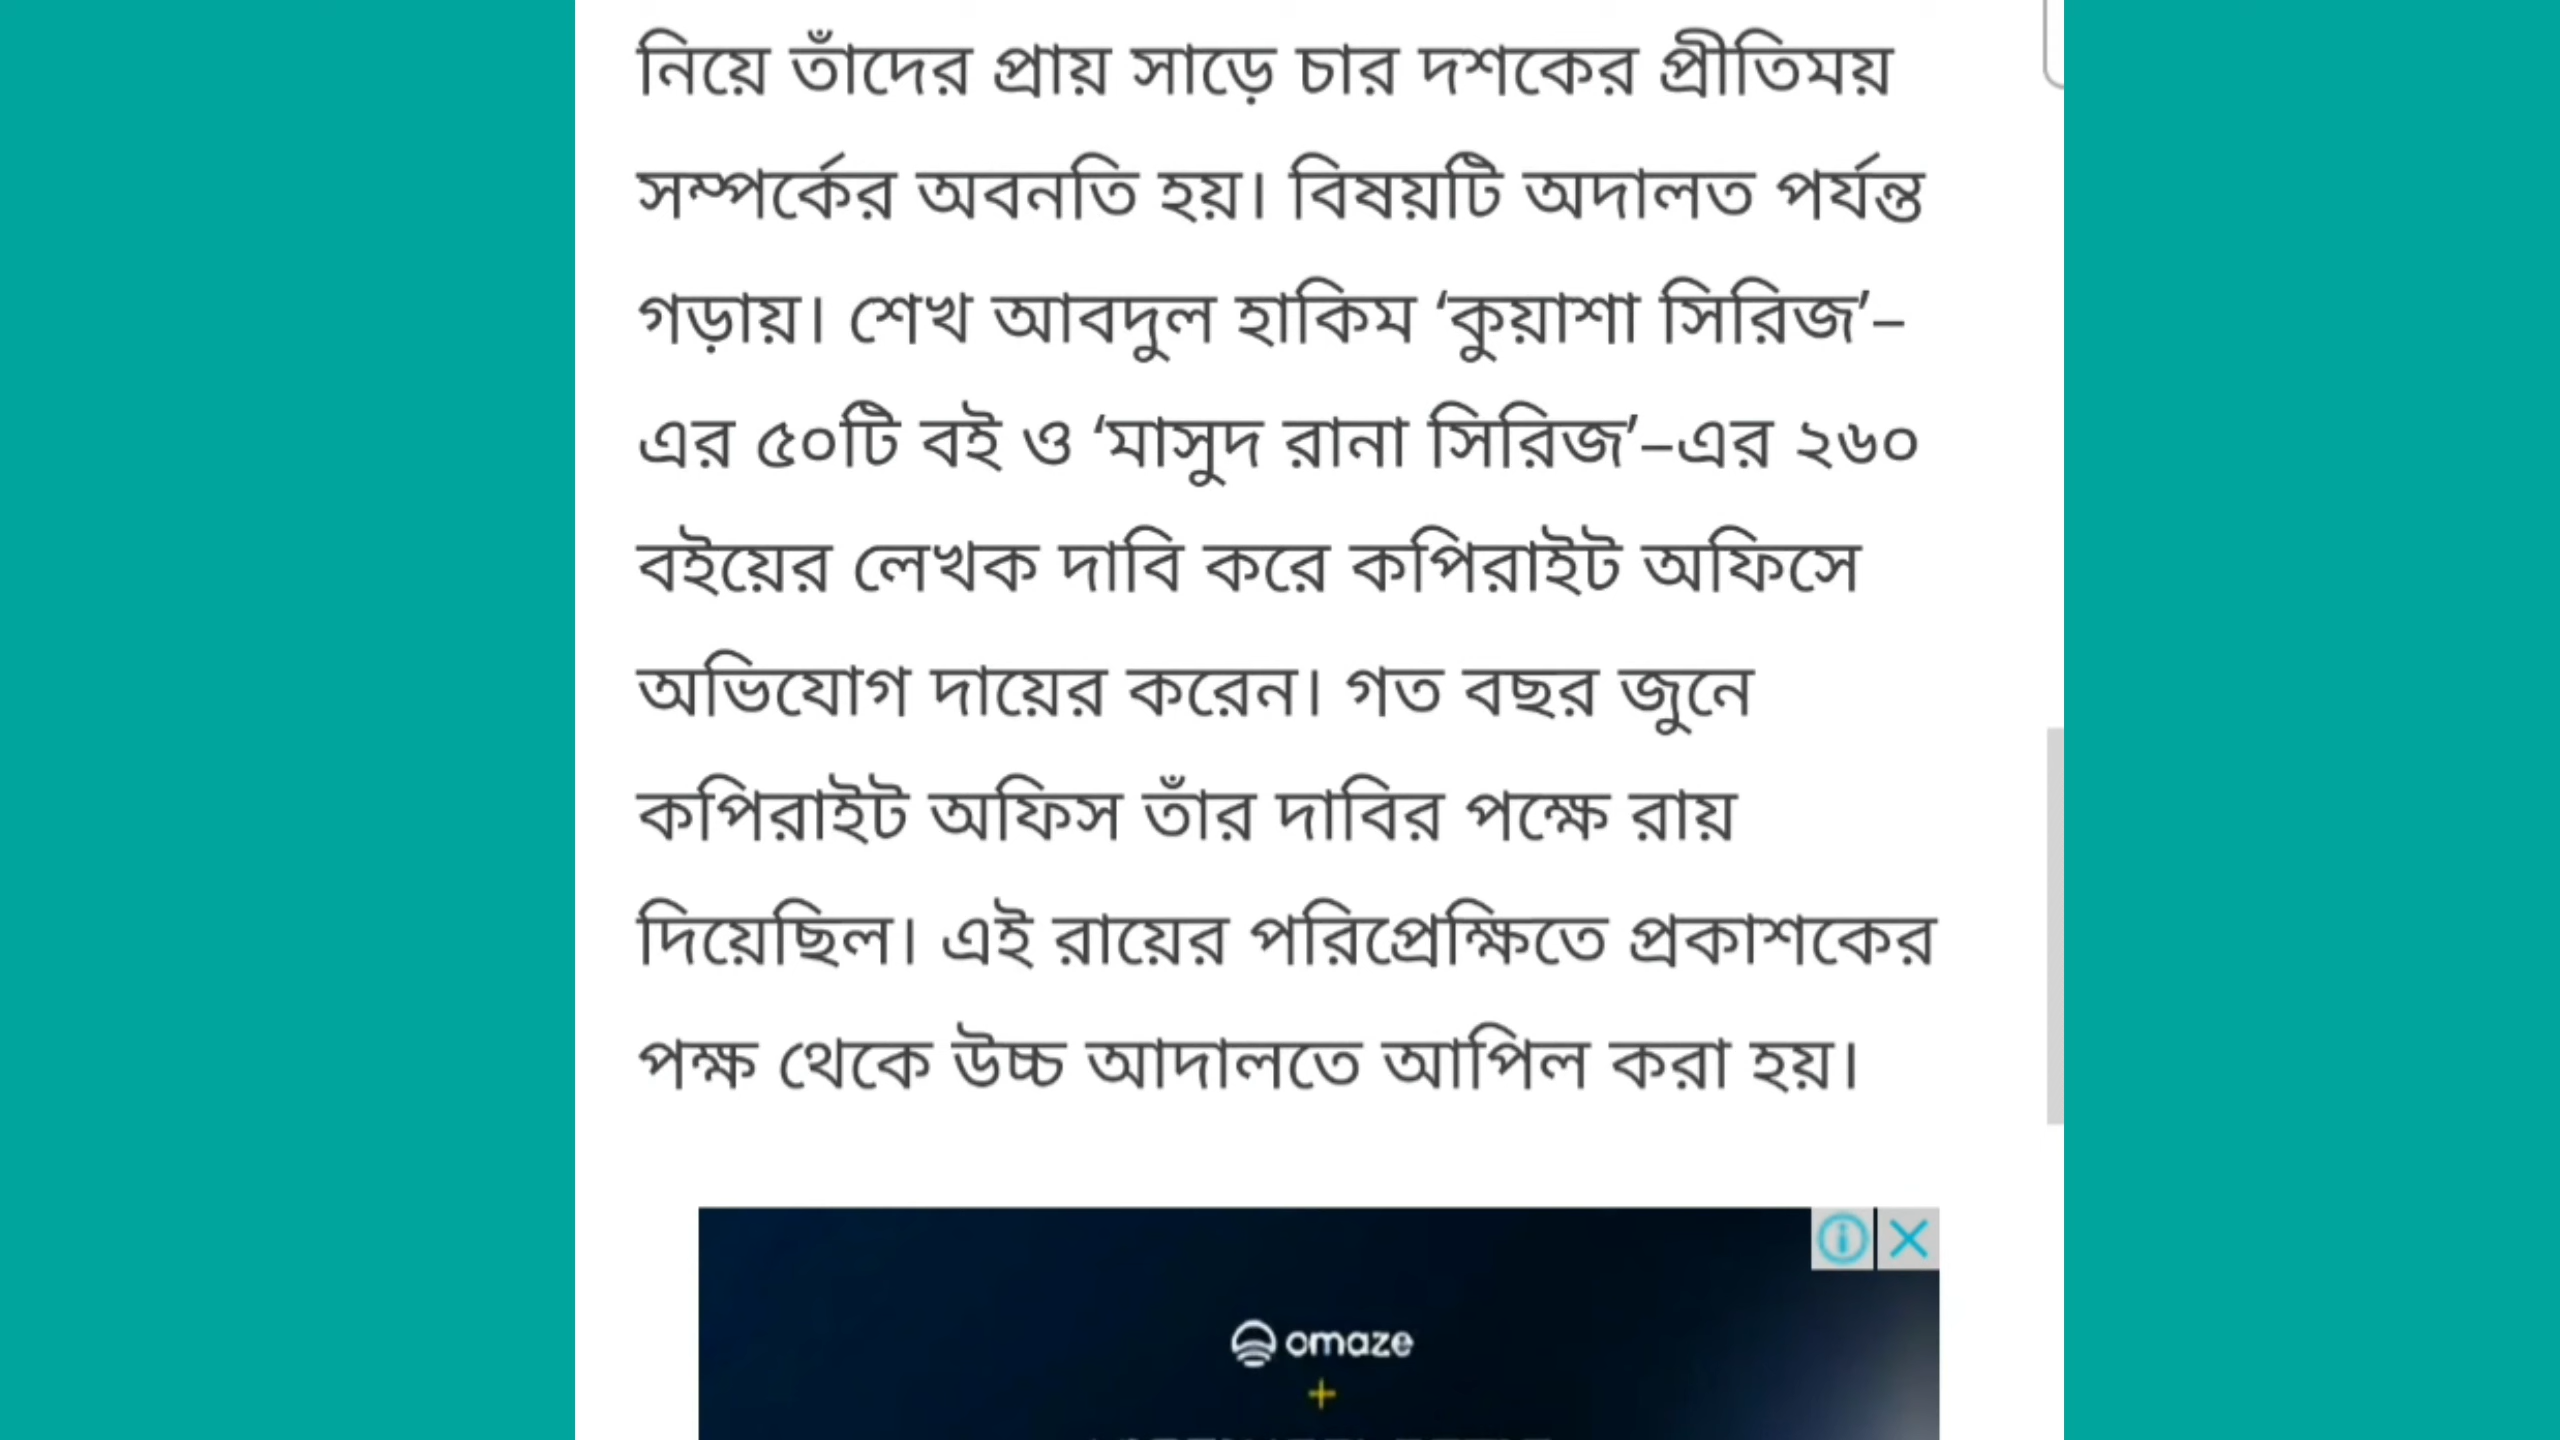 নিয়ে তাঁদের প্রায় সাড়ে চার দশকের প্রীতিময়
সম্পর্কের অবনতি হয়। বিষয়টি অদালত পর্যন্ত
গড়ায়। শেখ আবদুল হাকিম ‘কুয়াশা সিরিজ’–
এর ৫০টি বই ও ‘মাসুদ রানা সিরিজ’–এর ২৬০
বইয়ের লেখক দাবি করে কপিরাইট অফিসে
অভিযোগ দায়ের করেন। গত বছর জুনে
কপিরাইট অফিস তাঁর দাবির পক্ষে রায়
দিয়েছিল। এই রায়ের পরিপ্রেক্ষিতে প্রকাশকের
পক্ষ থেকে উচ্চ আদালতে আপিল করা হয়।
omaze
+